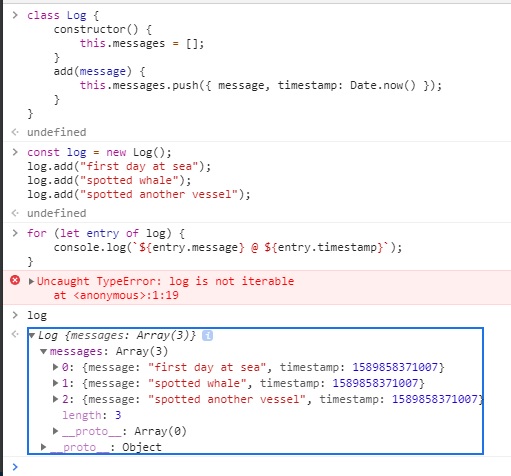 > class Log {
constructor() {
this.messages = [];
}
add(message) {
this.messages.push({ message, timestamp: Date.now() });
}
}
undefined
> const log = new Log();
log.add("first day at sea");
log.add("spotted whale");
log.add("spotted another vessel");
undefined
> for (let entry of log) {
console.log(`${entry.message} @ ${entry.timestamp}`);
}
Uncaught TypeError: log is not iterable
at <anonymous>:1:19
> log
Log {messages: Array(3)} i
messages: Array(3)
0: {message: "first day at sea", timestamp: 1589858371007}
1: {message: "spotted whale", timestamp: 1589858371007}
2: {message: "spotted another vessel", timestamp: 1589858371007}
length: 3
__proto__: Array(0)
__proto__: Object
>